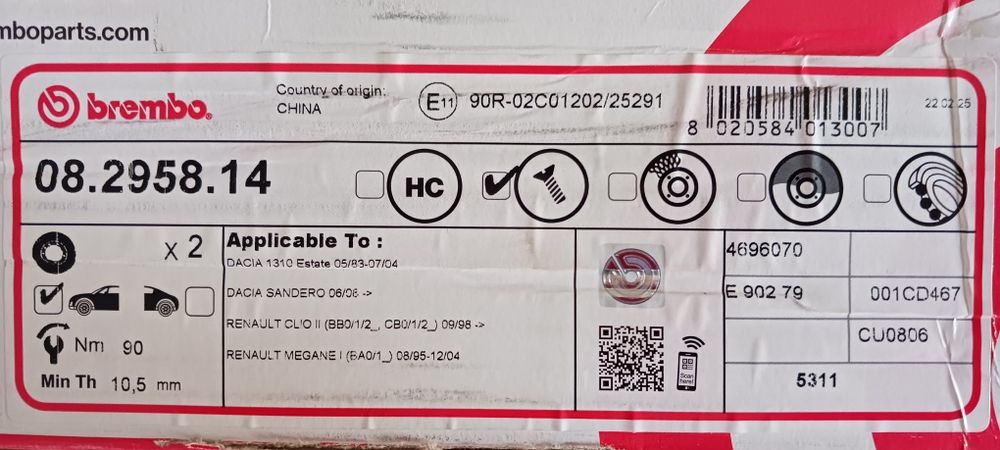 mboparts.com
brembo.
Country of origin:
CHINA
E11 90R-02C01202/25291
8 020584 013007
22 02 25
08.2958.14
HC
x 2
Nm 90
Min Th 10,5 mm
Applicable To :
DACIA 1310 Estate 05/83-07/04
DACIA SANDERO 06/08 ->
RENAULT CLIO II (BB0/1/2_, CB0/1/2_) 09/98 ->
RENAULT MEGANE I (BA0/1_) 08/95-12/04
Scan
here!
4696070
E 902 79 001CD467
CU0806
5311